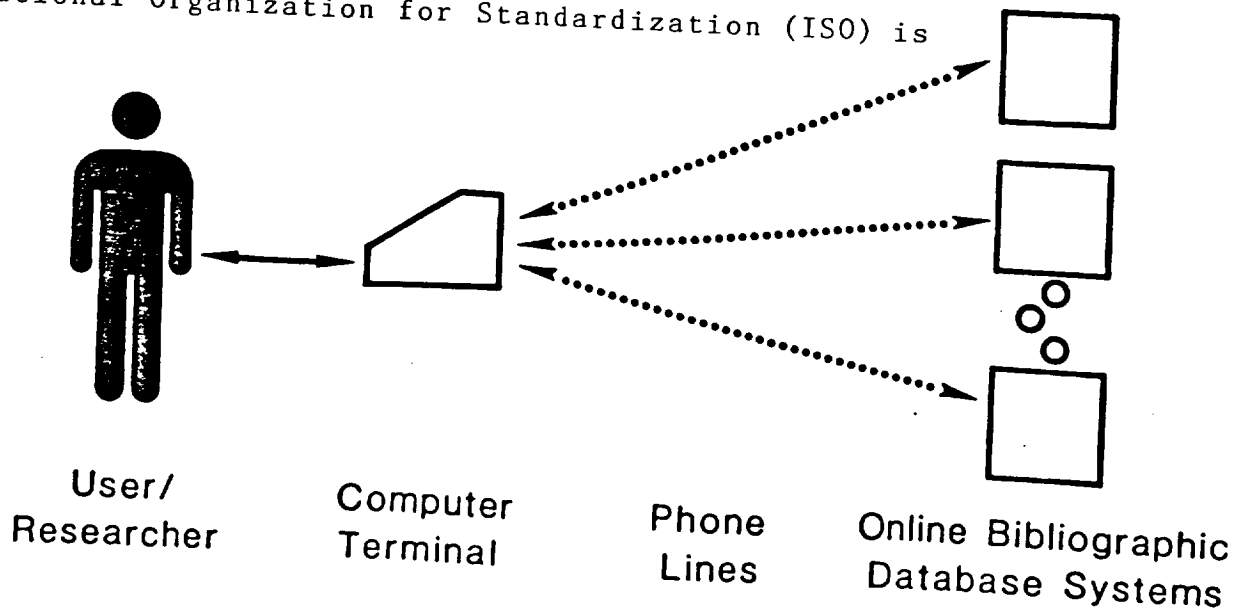 Organization for Standardization (ISO) is
User/
Researcher
Computer
Terminal
Phone
Lines
Online Bibliographic
Database Systems